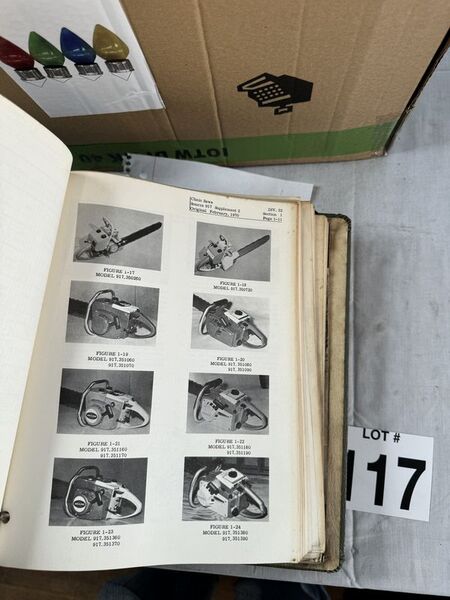 Chain Saws
Source 917 Supplement 2
Original February, 1970
DIV. 32
Section 1
Page 1-11
FIGURE 1-17
MODEL 917.350660
FIGURE 1-18
MODEL 917.350720
FIGURE 1-19
MODEL 917.351060
917.351070
FIGURE 1-20
MODEL 917.351080
917.351090
FIGURE 1-21
MODEL 917.351160
917.351170
FIGURE 1-22
MODEL 917.351180
917.351190
FIGURE 1-23
MODEL 917.351360
917.351370
FIGURE 1-24
MODEL 917.351380
917.351390
LOT #
117